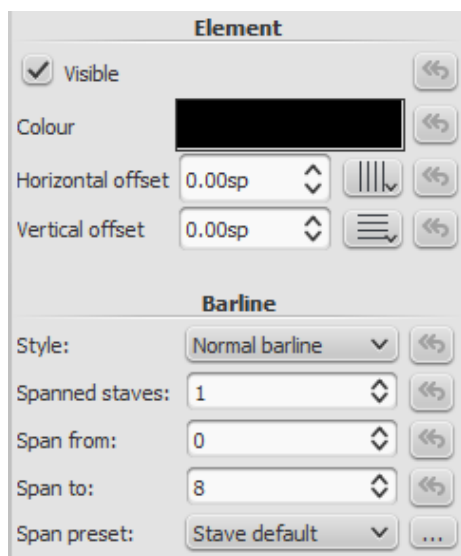 Element
Visible
Colour
Horizontal offset 0.00sp
Vertical offset 0.00sp
Barline
Style: Normal barline
Spanned staves: 1
Span from: 0
Span to: 8
Span preset: Stave default ...